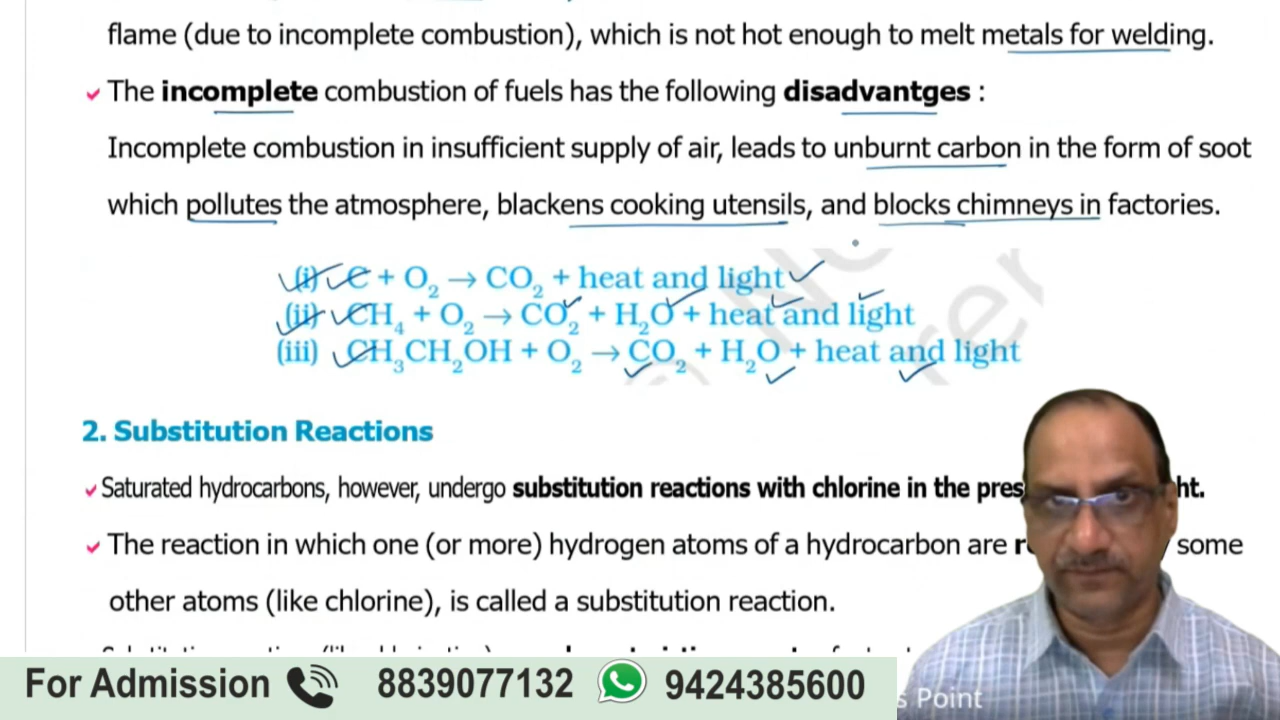 flame (due to incomplete combustion), which is not hot enough to melt metals for welding.
The incomplete combustion of fuels has the following disadvantges :
Incomplete combustion in insufficient supply of air, leads to unburnt carbon in the form of soot
which pollutes the atmosphere, blackens cooking utensils, and blocks chimneys in factories.
(i) C + O₂ → CO₂ + heat and light
(ii) CH₄ + O₂ → CO₂ + H₂O + heat and light
(iii) CH₃CH₂OH + O₂ → CO₂ + H₂O + heat and light
2. Substitution Reactions
Saturated hydrocarbons, however, undergo substitution reactions with chlorine in the
The reaction in which one (or more) hydrogen atoms of a hydrocarbon are some
other atoms (like chlorine), is called a substitution reaction.
For Admission 8839077132 9424385600
Point